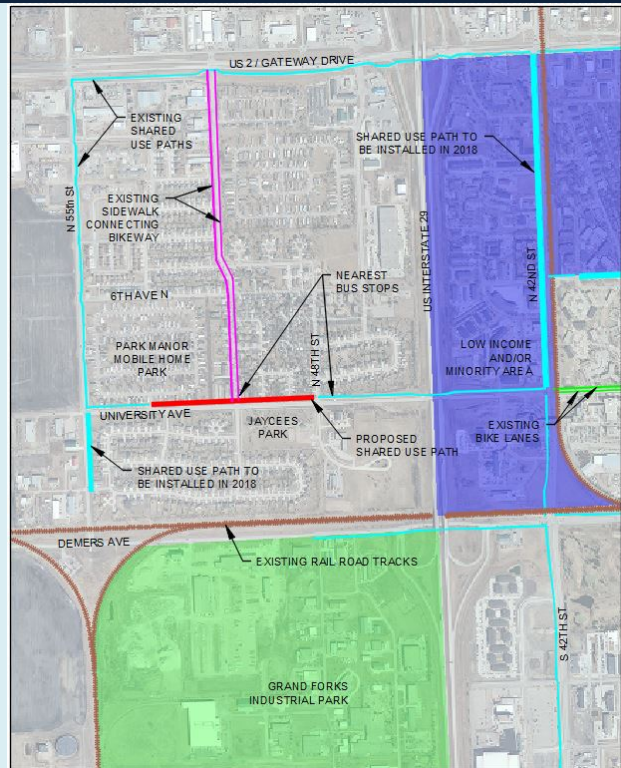 US 2 / GATEWAY DRIVE
EXISTING
SHARED
USE PATHS
SHARED USE PATH TO
BE INSTALLED IN 2018
N 55th St
EXISTING
SIDEWALK
CONNECTING
BIKEWAY
US INTERSTATE 29
N 42ND ST
NEAREST
BUS STOPS
6TH AVE N
N 48TH ST
PARK MANOR
MOBILE HOME
PARK
LOW INCOME
AND/OR
MINORITY AREA
UNIVERSITY AVE
JAYCEES
PARK
PROPOSED
SHARED USE PATH
EXISTING
BIKE LANES
SHARED USE PATH TO
BE INSTALLED IN 2018
DEMERS AVE
EXISTING RAIL ROAD TRACKS
S 42TH ST
GRAND FORKS
INDUSTRIAL PARK